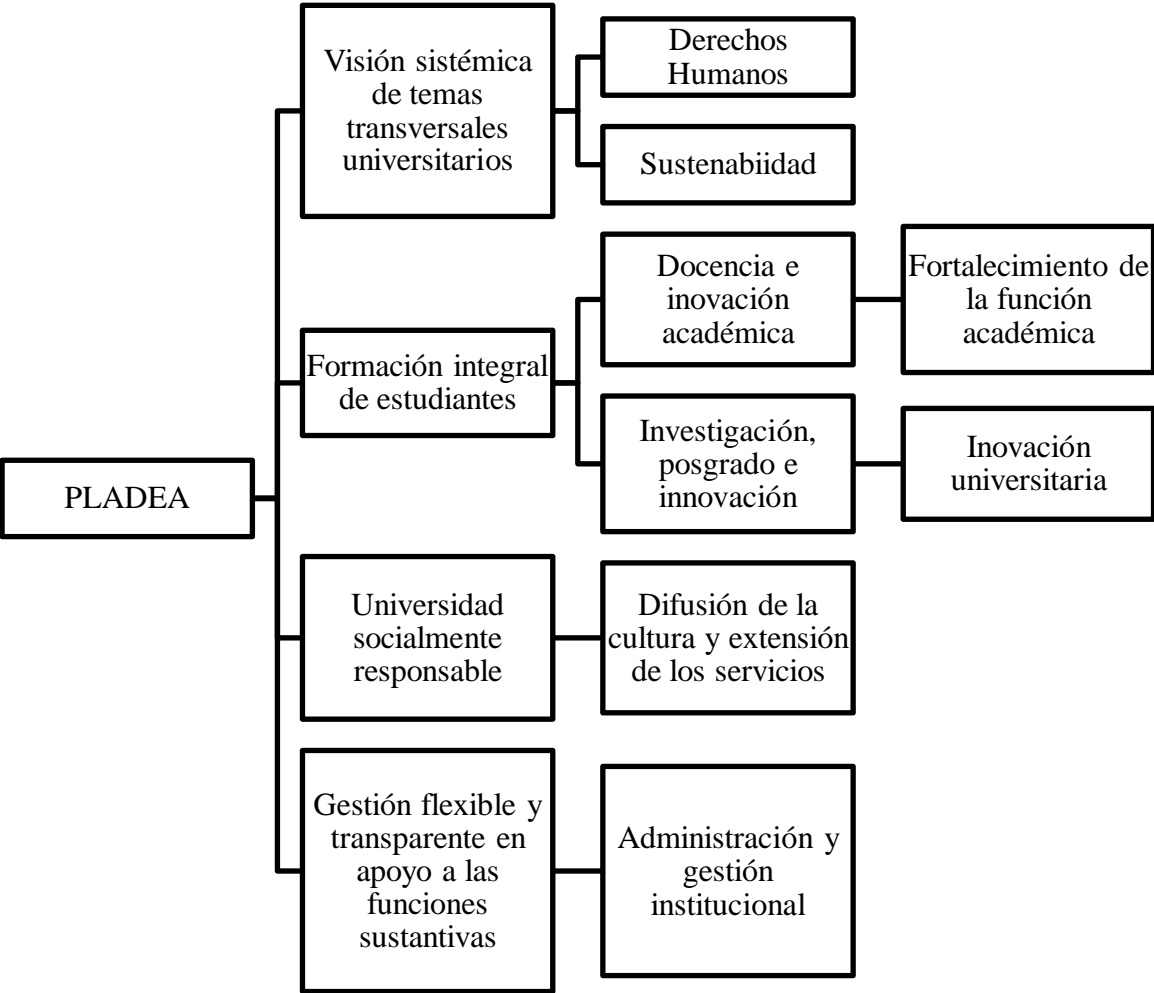 Visión sistémica
de temas
transversales
universitarios
Derechos
Humanos
Sustenabiidad
Formación integral
de estudiantes
Docencia e
inovación
académica
Fortalecimiento de
la función
académica
Investigación,
posgrado e
innovación
Inovación
universitaria
PLADEA
Universidad
socialmente
responsable
Difusión de la
cultura y extensión
de los servicios
Gestión flexible y
transparente en
apoyo a las
funciones
sustantivas
Administración y
gestión
institucional